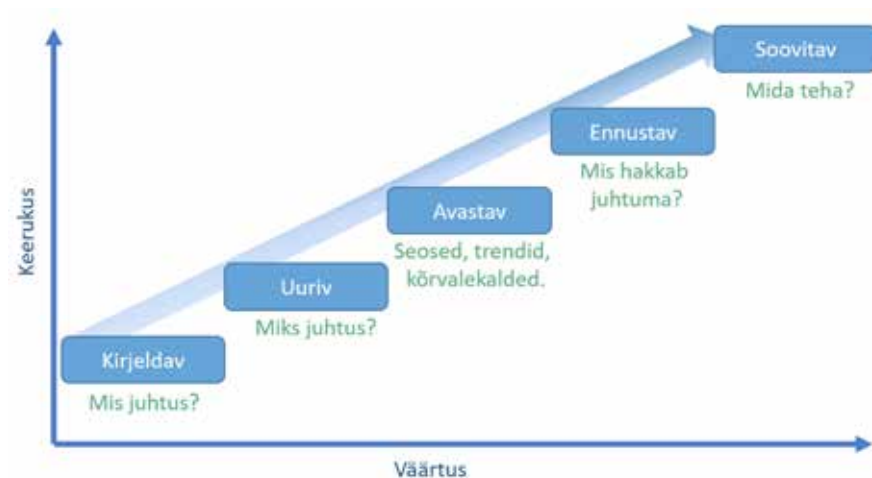 Soovitav
Mida teha?
Ennustav
Mis hakkab
juhtuma?
Avastav
Seosed, trendid,
kõrvalekalded.
Uuriv
Miks juhtus?
Kirjeldav
Mis juhtus?
Keerukus
Väärtus